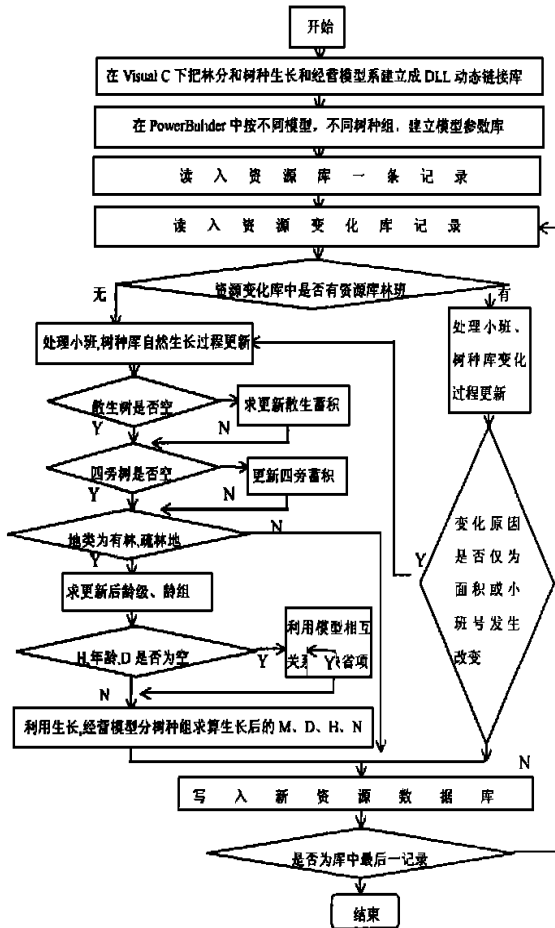 开始
在 Visual C 下把林分和树种生长和经营模型系建立成 DLL 动态链接库
在 PowerBuilder 中按不同模型，不同树种组，建立模型参数库
读入资源库一条记录
读入资源变化库记录
资源变化库中是否有资源库林班
无
有
处理小班,树种库自然生长过程更新
处理小班、
树种库变化
过程更新
散生树是否空
求更新散生蓄积
Y
N
四旁树是否空
更新四旁蓄积
Y
N
地类为有林,疏林地
N
Y
变化原因
是否仅为
面积或小
班号发生
改变
Y
求更新后龄级、龄组
H,年龄,D 是否为空
Y
利用模型相互
关系
省项
Y
N
利用生长,经营模型分树种组求算生长后的 M、D、H、N
N
写入新资源数据库
是否为库中最后一记录
结束